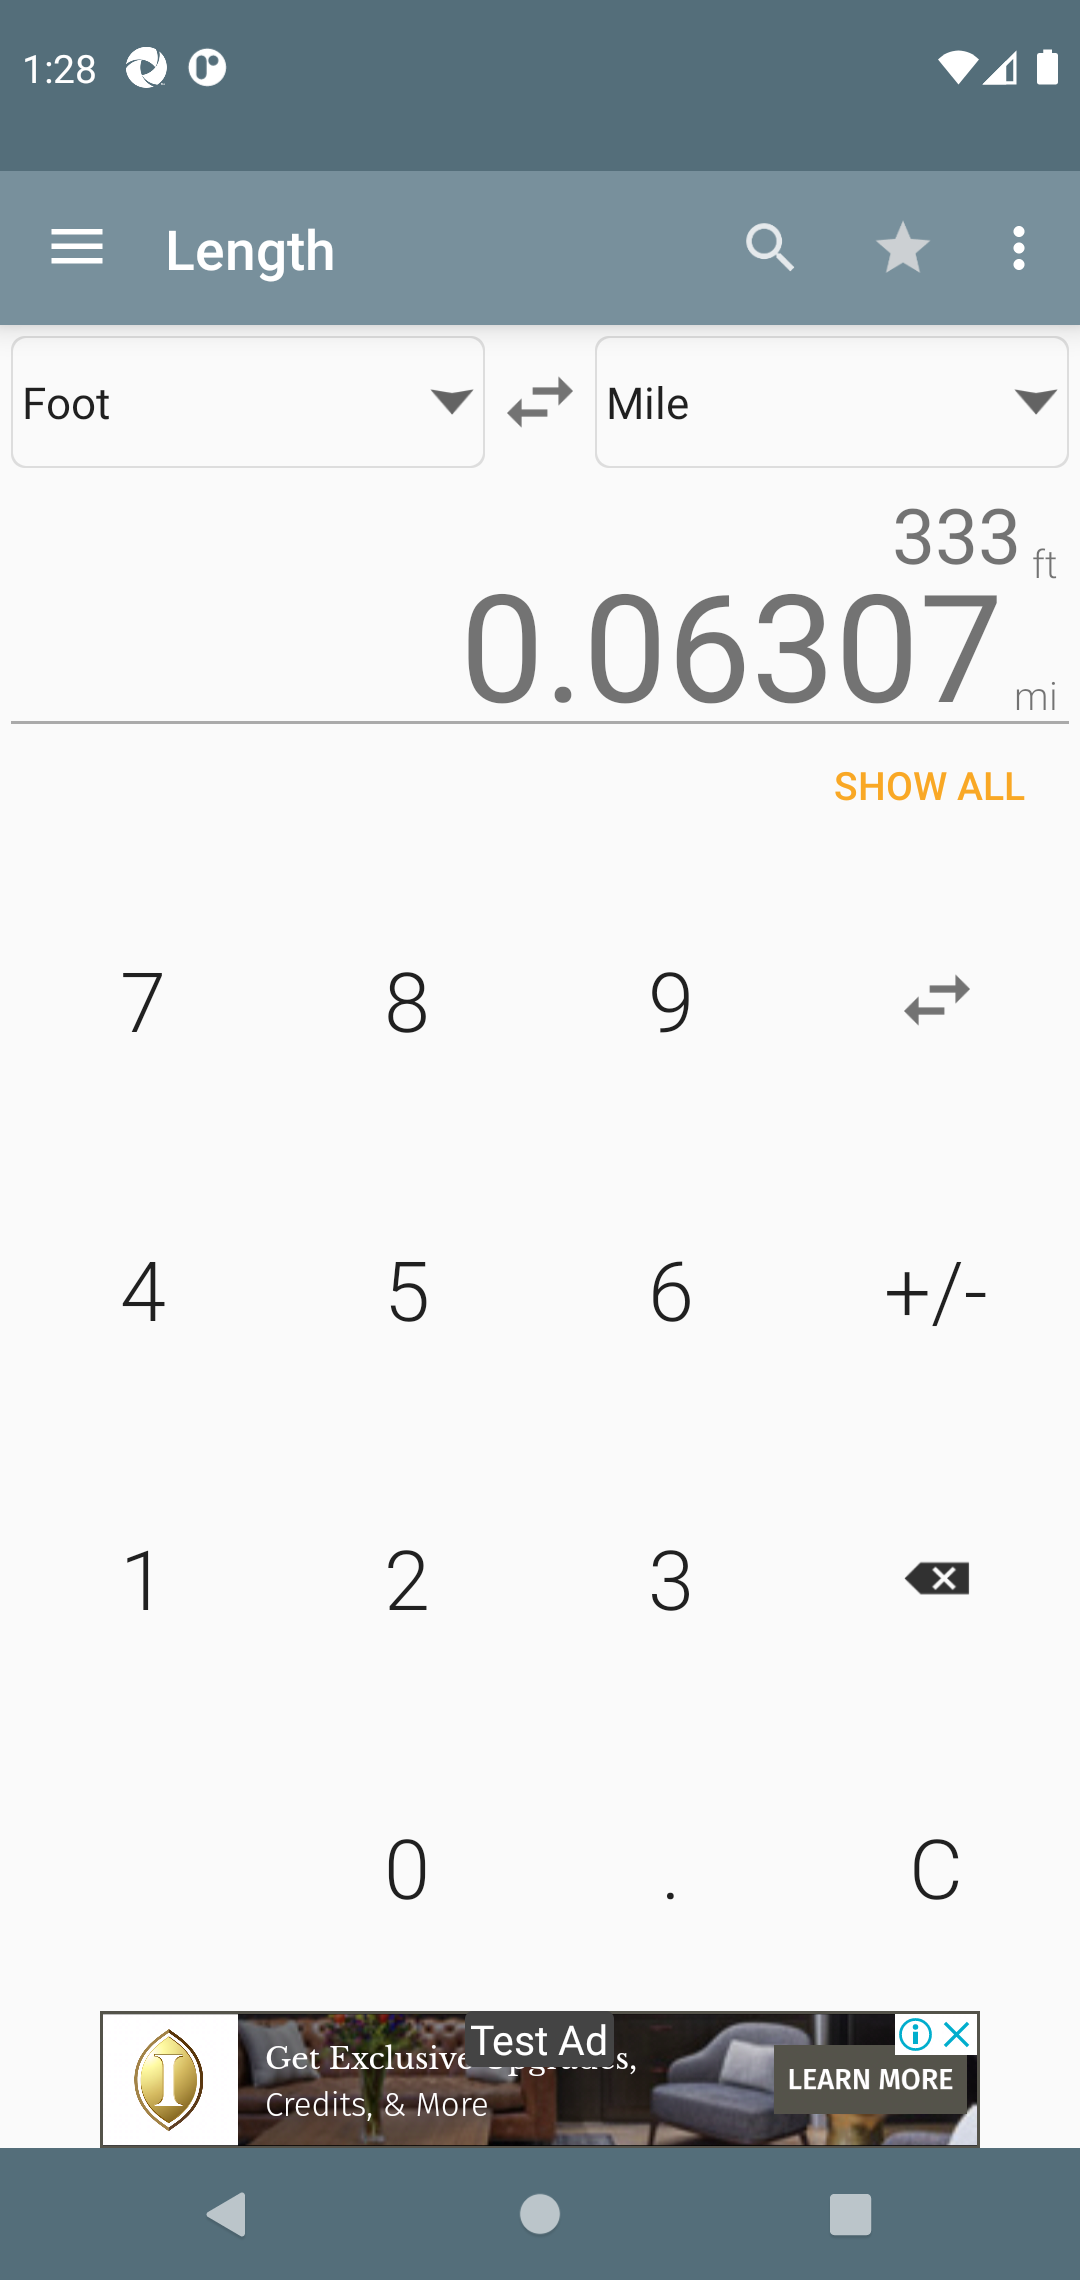 1:28
Length
Foot
Mile
333 ft
0.06307 mi
SHOW ALL
7 8 9
4 5 6 +/-
1 2 3
0 . C
Test Ad
Get Exclusive Upgrades,
Credits, & More
LEARN MORE